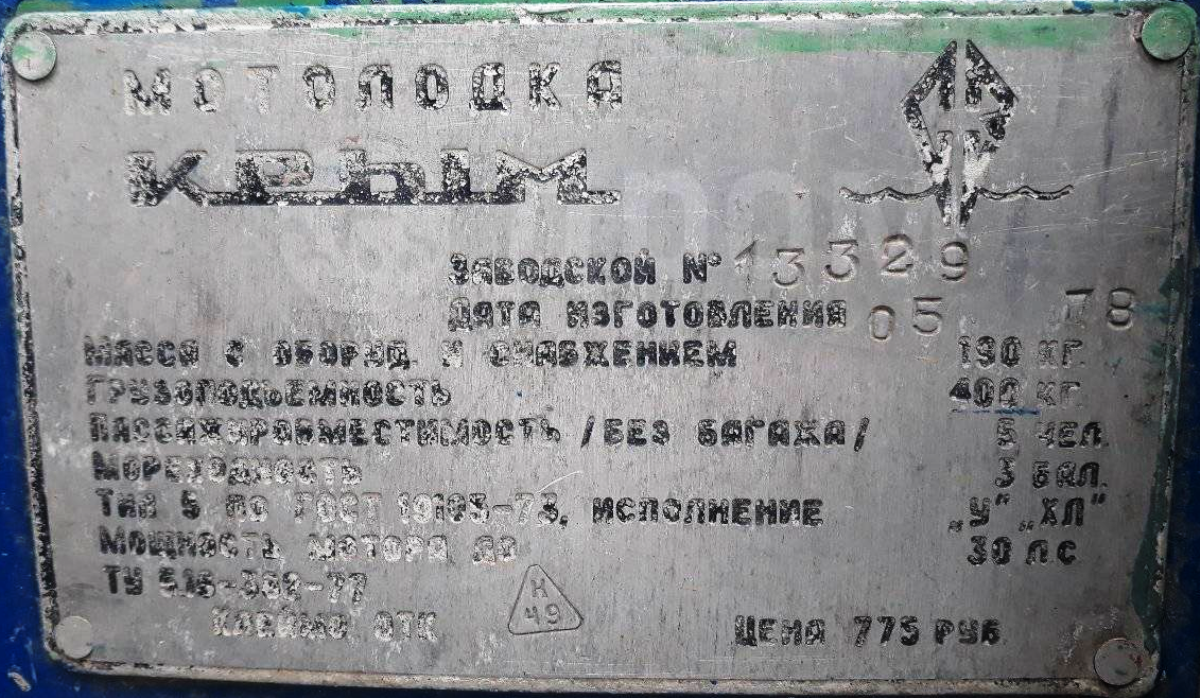 МОТОЛОДКА
КРЫМ
ЗАВОДСКОЙ № 13329
ДАТА ИЗГОТОВЛЕНИЯ 05 78
МАССА С ОБОРУД. И СНАБЖЕНИЕМ 190 КГ.
ГРУЗОПОДЪЕМНОСТЬ 400 КГ.
ПАССАЖИРОВМЕСТИМОСТЬ /БЕЗ БАГАЖА/ 5 ЧЕЛ.
МОРЕХОДНОСТЬ 3 БАЛ.
ТИП 5 ПО ГОСТ 19105-73, ИСПОЛНЕНИЕ „У" „ХЛ"
МОЩНОСТЬ МОТОРА ДО 30 Л С
ТУ
КЛЕЙМО ОТК
К
49
ЦЕНА 775 РУБ